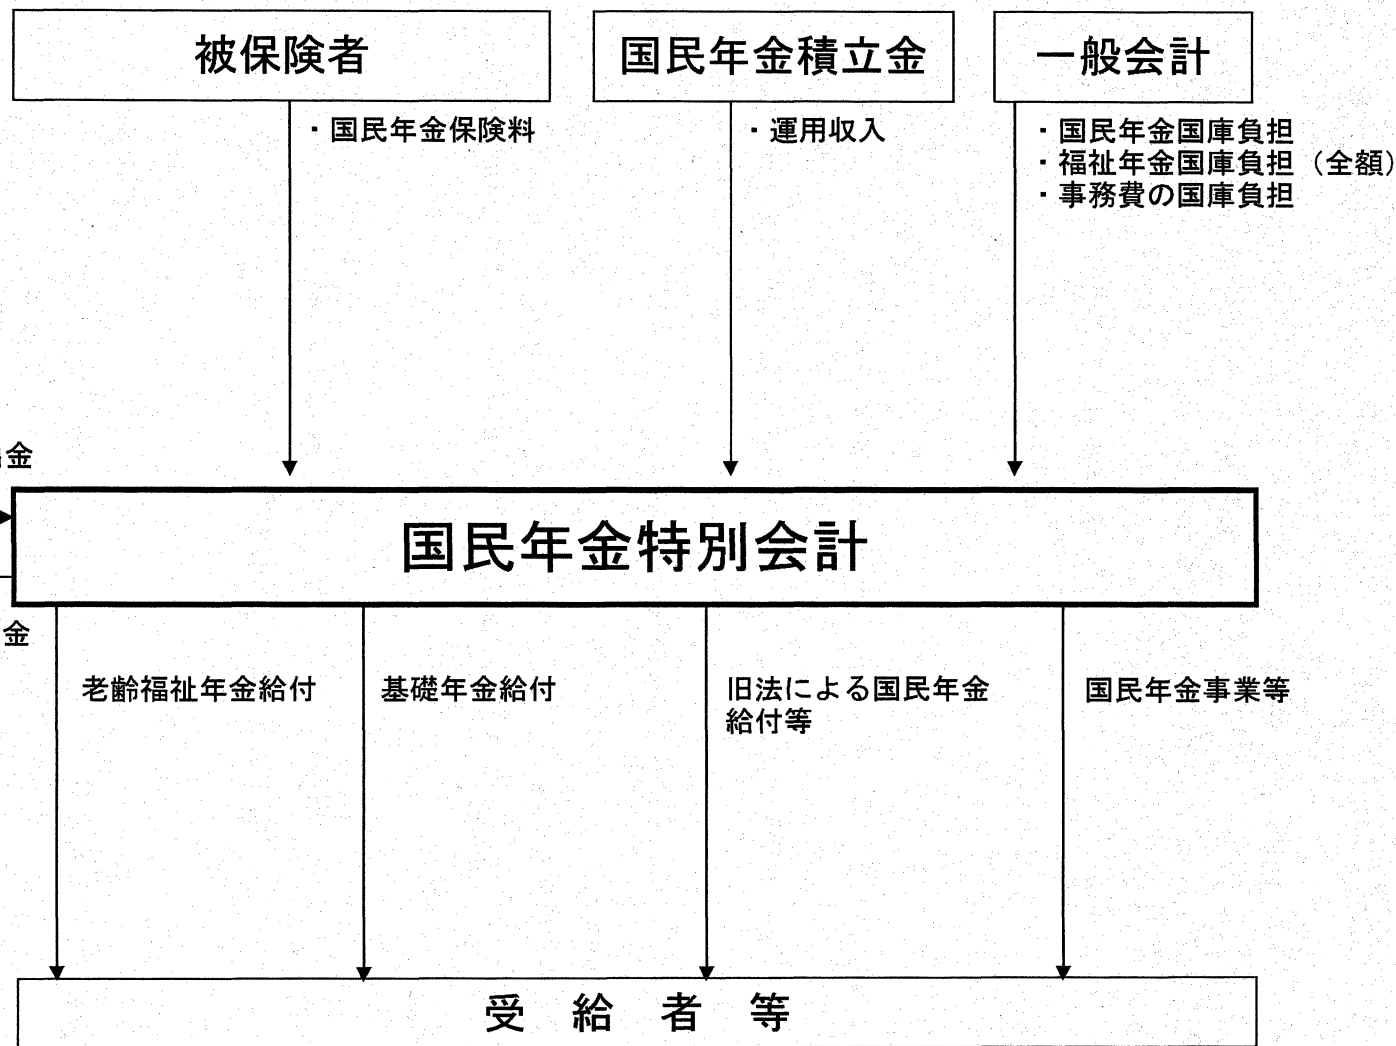 被保険者
国民年金積立金
一般会計
・国民年金保険料
・運用収入
・国民年金国庫負担
・福祉年金国庫負担（全額）
・事務費の国庫負担
金
国民年金特別会計
金
老齢福祉年金給付
基礎年金給付
旧法による国民年金
給付等
国民年金事業等
受給者等